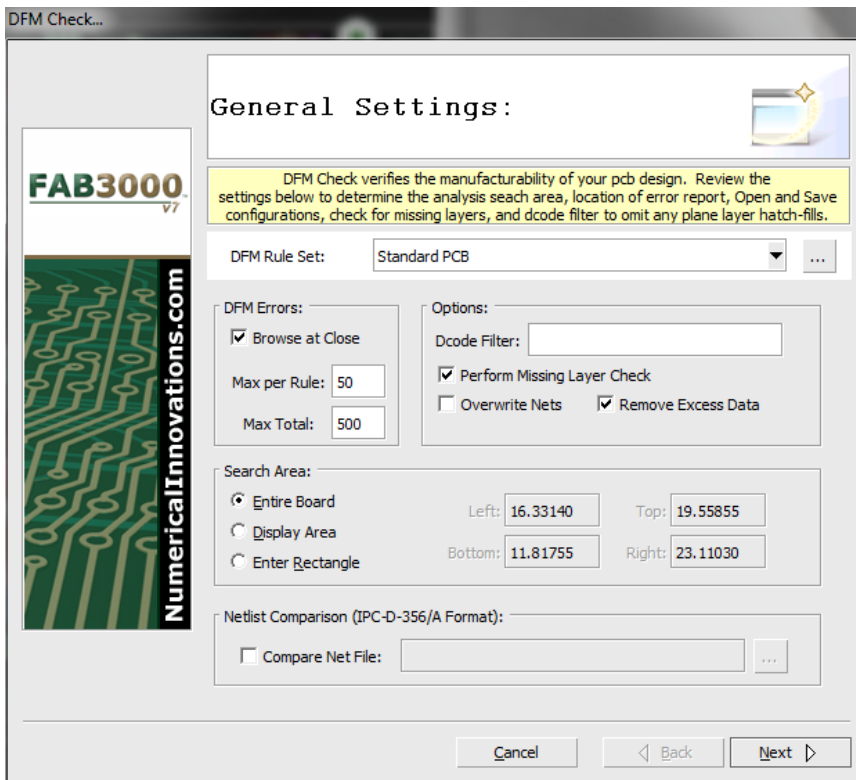 DFM Check...
General Settings:
FAB3000
V7
NumericalInnovations.com
DFM Check verifies the manufacturability of your pcb design. Review the
settings below to determine the analysis seach area, location of error report, Open and Save
configurations, check for missing layers, and dcode filter to omit any plane layer hatch-fills.
DFM Rule Set: Standard PCB ...
DFM Errors:
Browse at Close
Max per Rule: 50
Max Total: 500
Options:
Dcode Filter:
Perform Missing Layer Check
Overwrite Nets Remove Excess Data
Search Area:
Entire Board
Display Area
Enter Rectangle
Left: 16.33140 Top: 19.55855
Bottom: 11.81755 Right: 23.11030
Netlist Comparison (IPC-D-356/A Format):
Compare Net File: ...
Cancel Back Next